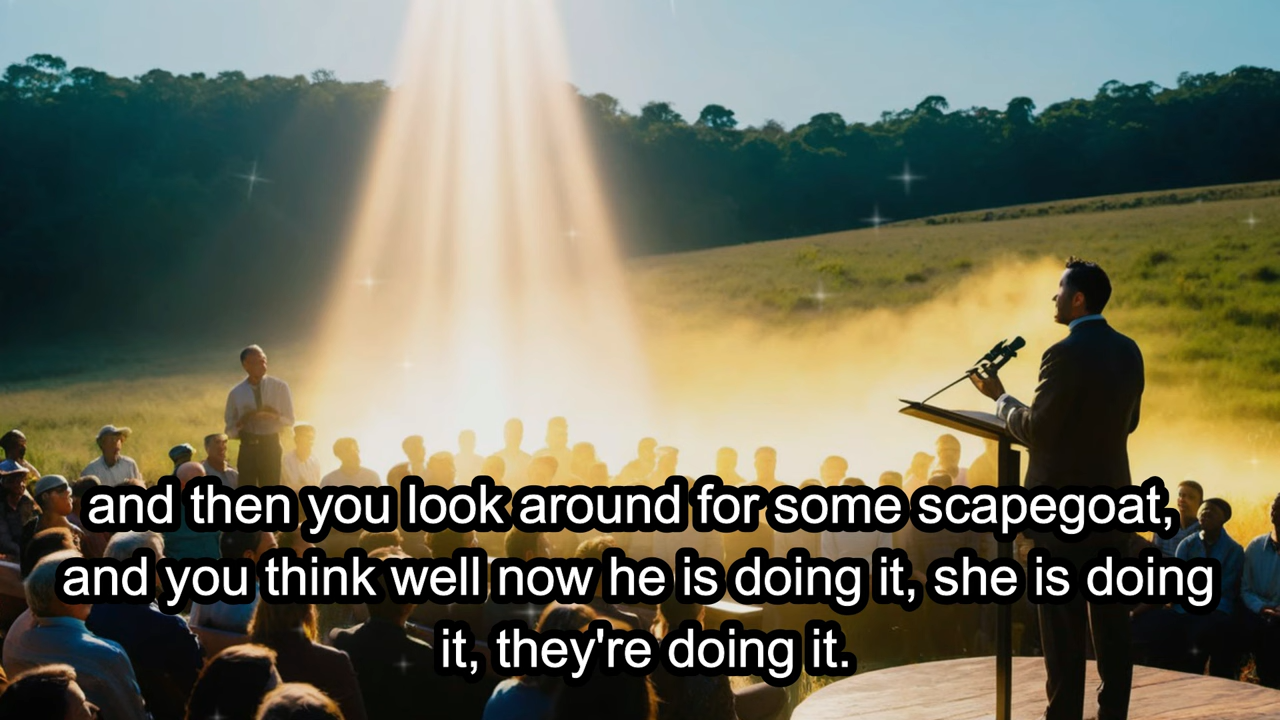 and then you look around for some scapegoat,
and you think well now he is doing it, she is doing
it, they're doing it.